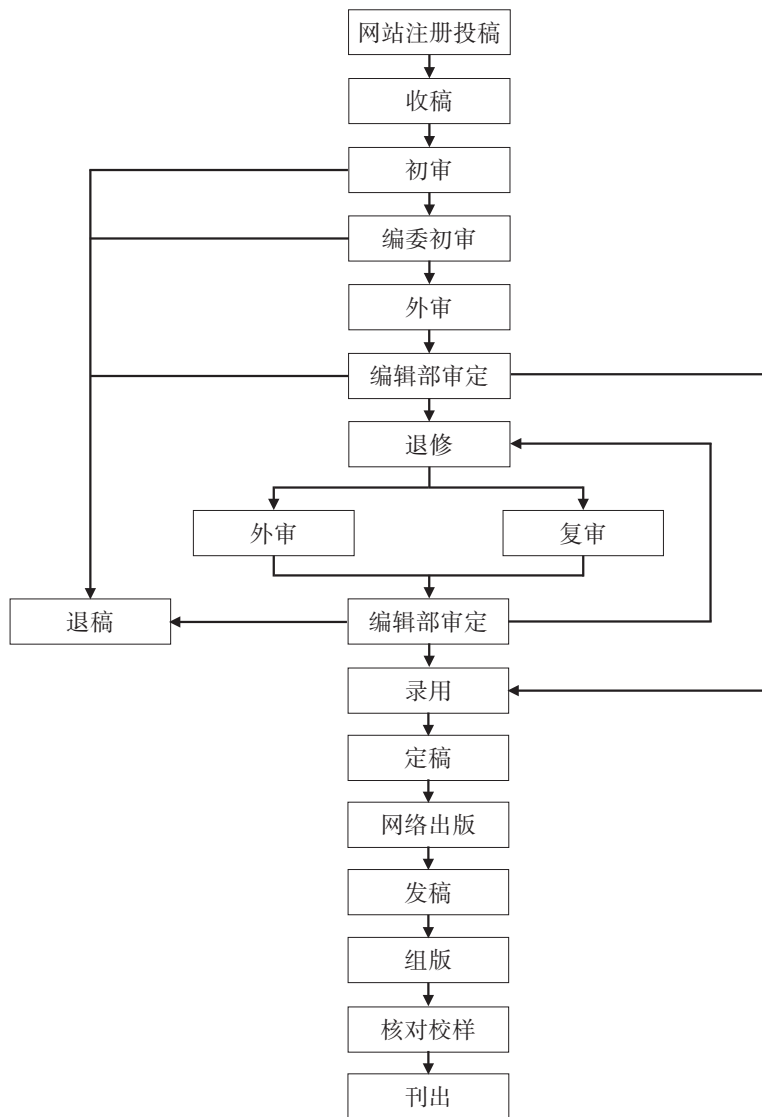 网站注册投稿
收稿
初审
编委初审
外审
编辑部审定
退修
外审
复审
退稿
编辑部审定
录用
定稿
网络出版
发稿
组版
核对校样
刊出